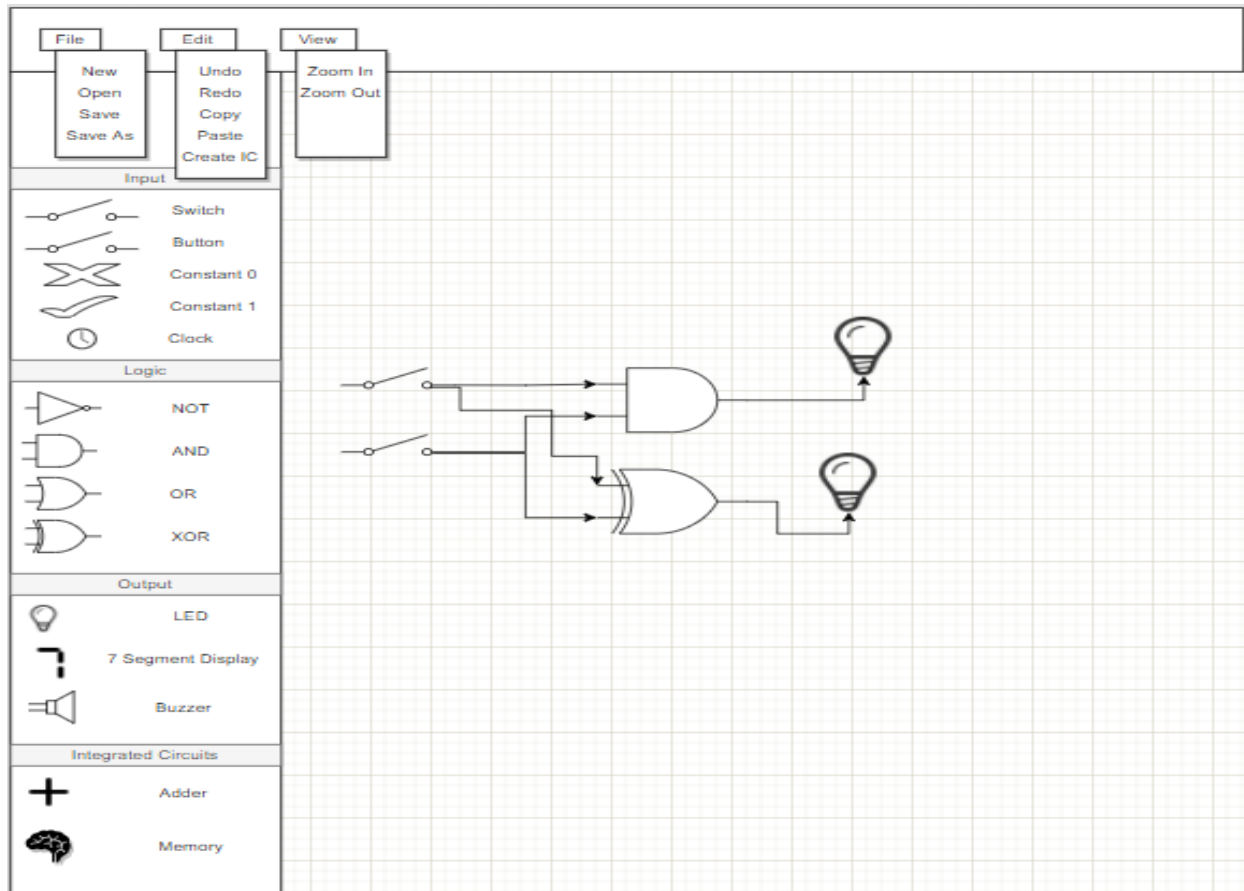 File
Edit
View
New
Open
Save
Save As
Undo
Redo
Copy
Paste
Create IC
Zoom In
Zoom Out
Input
Switch
Button
Constant 0
Constant 1
Clock
Logic
NOT
AND
OR
XOR
Output
LED
7 Segment Display
Buzzer
Integrated Circuits
Adder
Memory